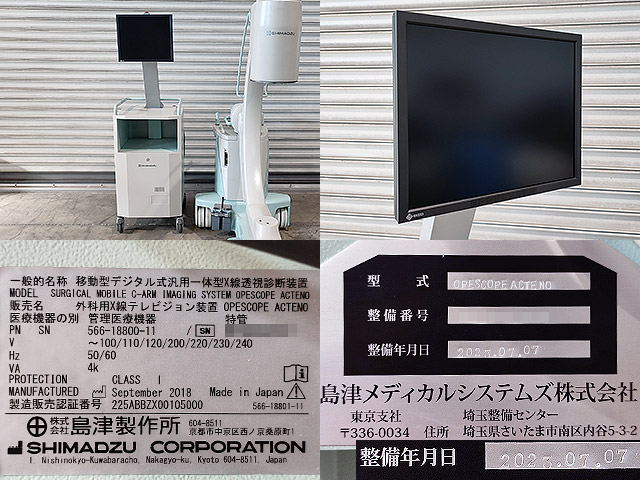 SHIMADZU
SHIMADZU
EIZO
一般的名称 移動型デジタル式汎用一体型X線透視診断装置
MODEL SURGICAL MOBILE C-ARM IMAGING SYSTEM OPESCOPE ACTENO
販売名 外科用X線テレビジョン装置 OPESCOPE ACTENO
医療機器の別 管理医療機器 特管
PN SN 566-18800-11 / SN
V ~100/110/120/200/220/230/240
Hz 50/60
VA 4k
PROTECTION CLASS I
MANUFACTURED September 2018 Made in Japan
製造販売認証番号 225ABBZX00105000 566-18801-11
株式会社 島津製作所 604-8511
京都市中京区西ノ京桑原町1
SHIMADZU CORPORATION
1 Nishinokyo-Kuwabaracho, Nakagyo-ku, Kyoto 604-8511, Japan
型式 OPESCOPE ACTENO
整備番号
整備年月日 2023.07.07
島津メディカルシステムズ株式会社
東京支社 埼玉整備センター
〒336-0034 住所 埼玉県さいたま市南区内谷5-3-2
整備年月日 2023.07.07